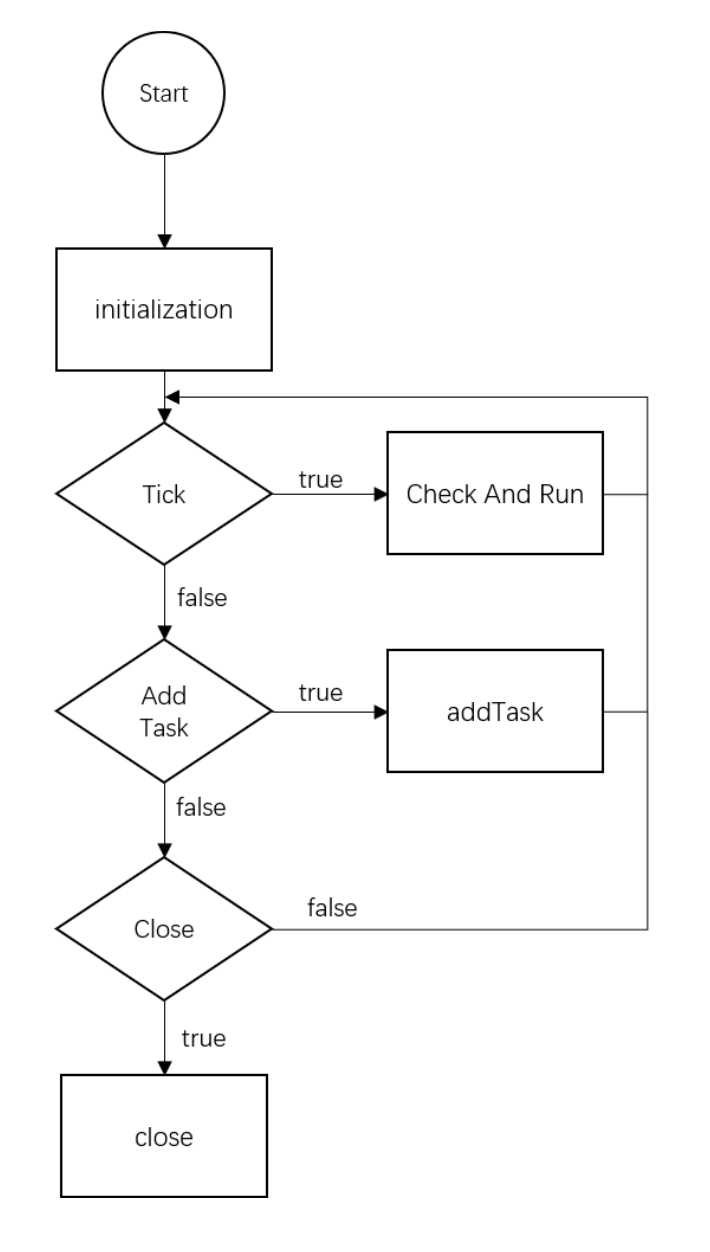 Start
initialization
Tick
true
Check And Run
false
Add
Task
true
addTask
false
Close
false
true
close